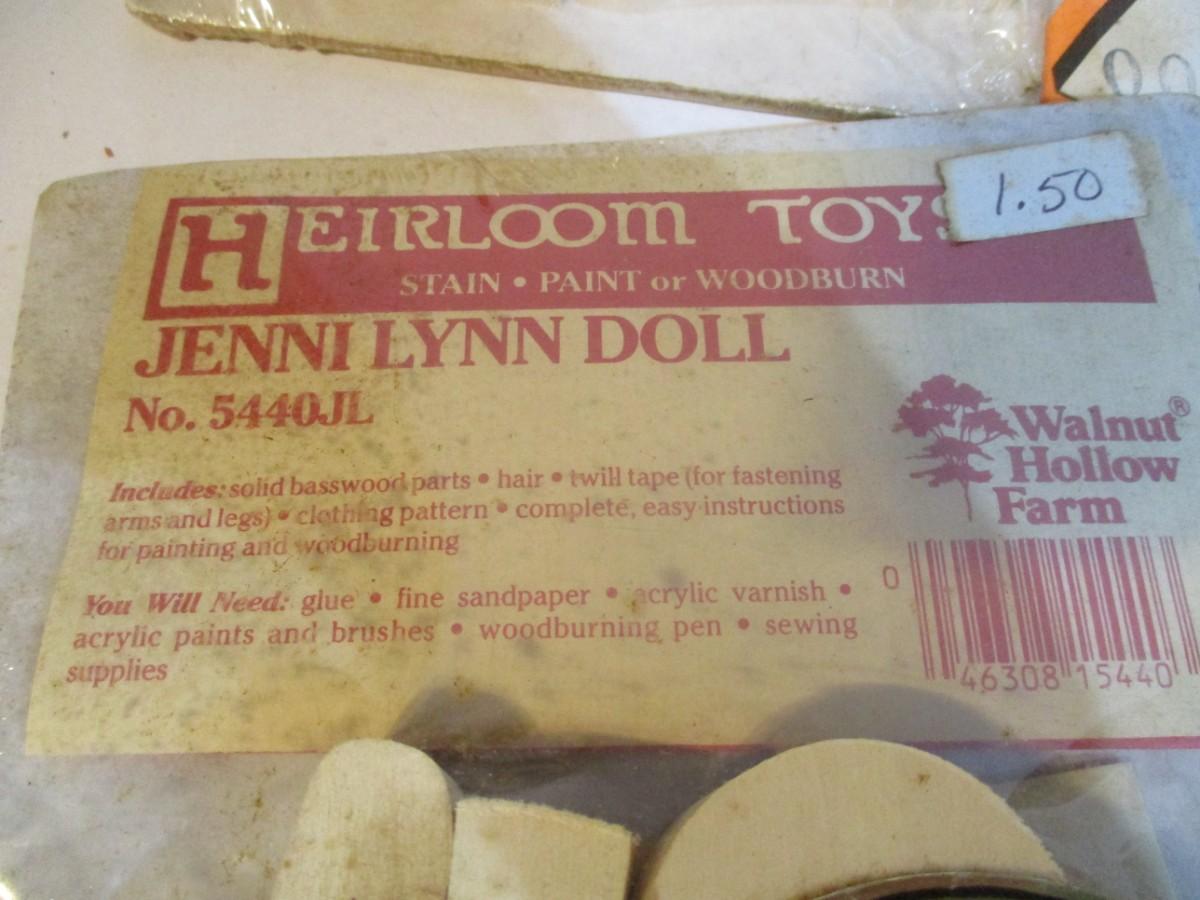 HEIRLOOM TOYS
1.50
STAIN • PAINT or WOODBURN
JENNI LYNN DOLL
No. 5440JL
Walnut®
Hollow
Farm
Includes: solid basswood parts • hair • twill tape (for fastening
arms and legs) • clothing pattern • complete, easy instructions
for painting and woodburning
You Will Need: glue • fine sandpaper • acrylic varnish •
acrylic paints and brushes • woodburning pen • sewing
supplies
0 46308 15440